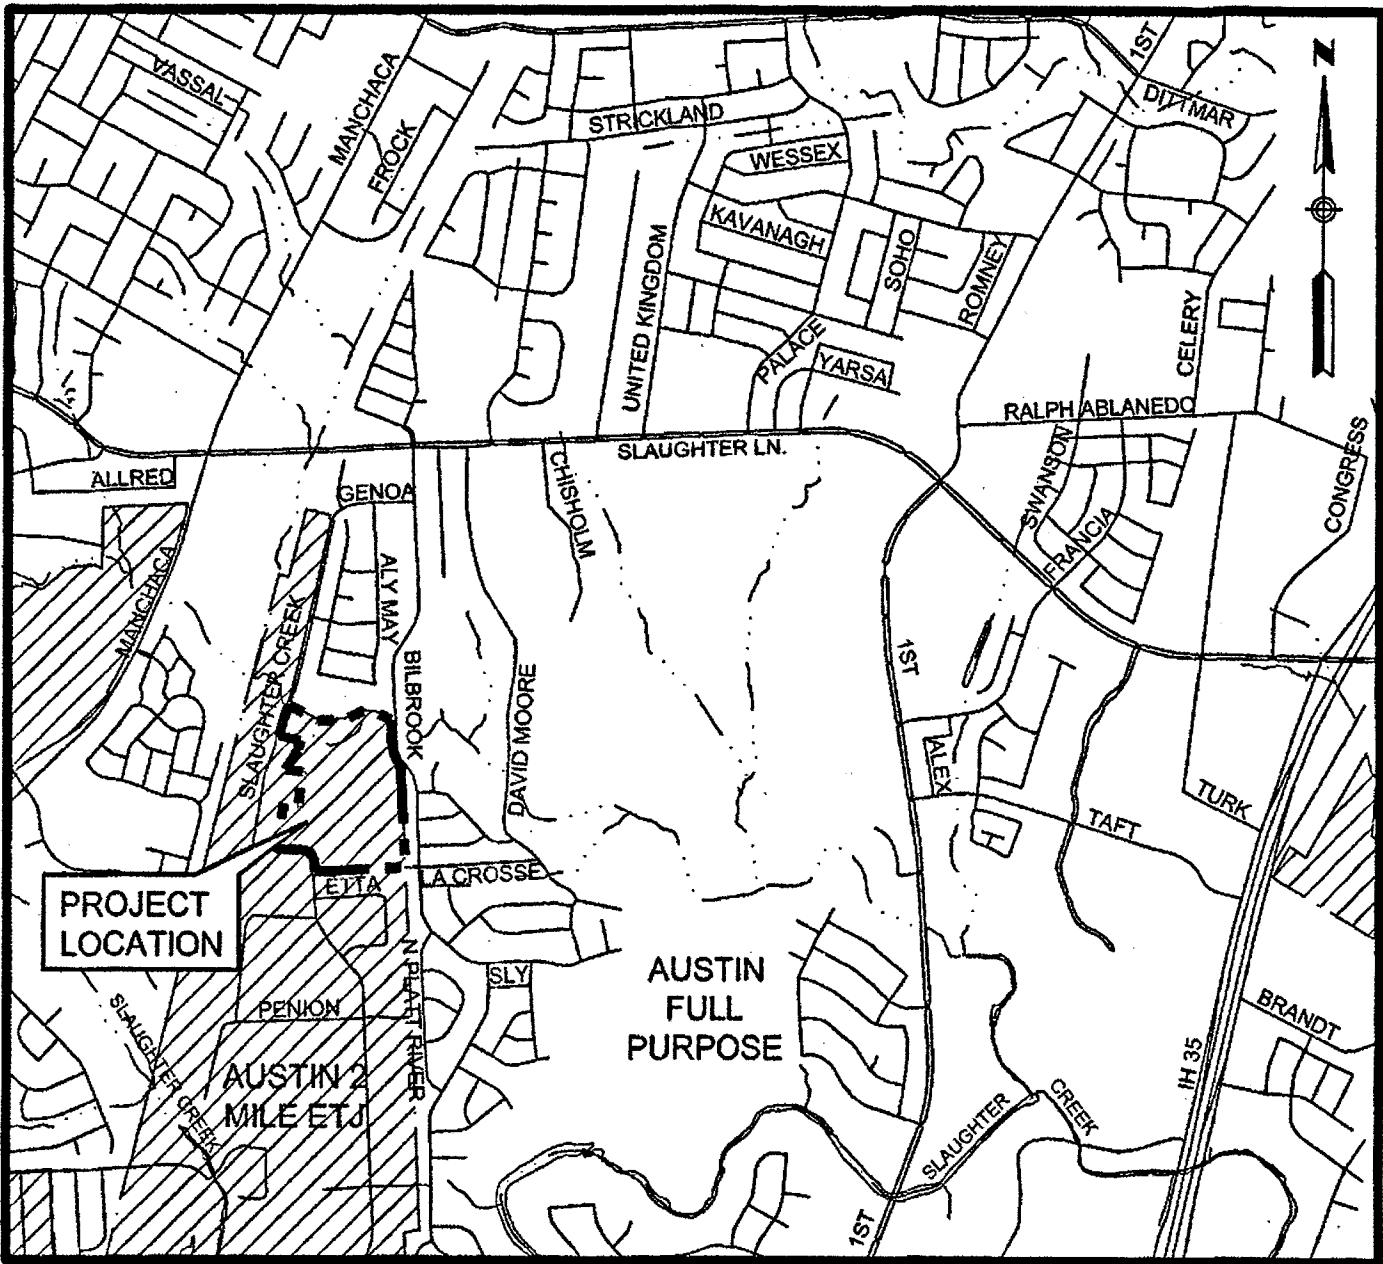 1ST
N
VASSAL
MANCHACA
DITTMAR
STRICKLAND
FROCK
WESSEX
KAVANAGH
SOHO
ROMNEY
UNITED KINGDOM
CELERY
PALACE
YARSA
RALPH ABLANEDO
SLAUGHTER LN.
CONGRESS
ALLRED
CHISHOLM
SWANSON
GENOA
FRANCIA
MANCHACA
ALY MAY
SLAUGHTER CREEK
1ST
BILBROOK
DAVID MOORE
ALEX
TURK
TAFT
ETTA
LA CROSSE
PROJECT
LOCATION
N PLATT RIVER
SLY
AUSTIN
FULL
PURPOSE
SLAUGHTER CREEK
PENION
BRANDT
IH 35
AUSTIN 2
MILE ETJ
SLAUGHTER
CREEK
1ST